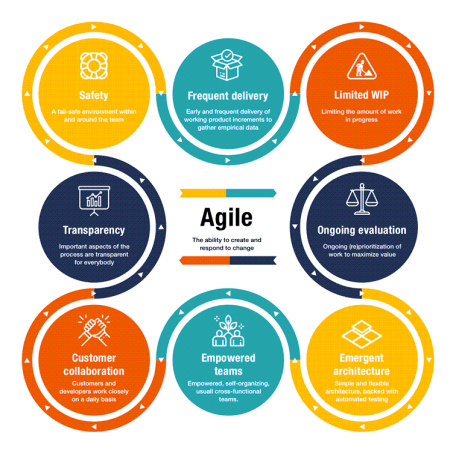 Safety
A fail-safe environment within
and around the team
Frequent delivery
Early and frequent delivery of
working product increments to
gather empirical data
Limited WIP
Limiting the amount of work
in progress
Transparency
Important aspects of the
process are transparent
for everybody
Agile
The ability to create and
respond to change
Ongoing evaluation
Ongoing (re)prioritization of
work to maximize value
Customer
collaboration
Customers and
developers work closely
on a daily basis
Empowered
teams
Empowered, self-organizing,
usuall cross-functional
teams.
Emergent
architecture
Simple and flexible
architecture, backed with
automated testing